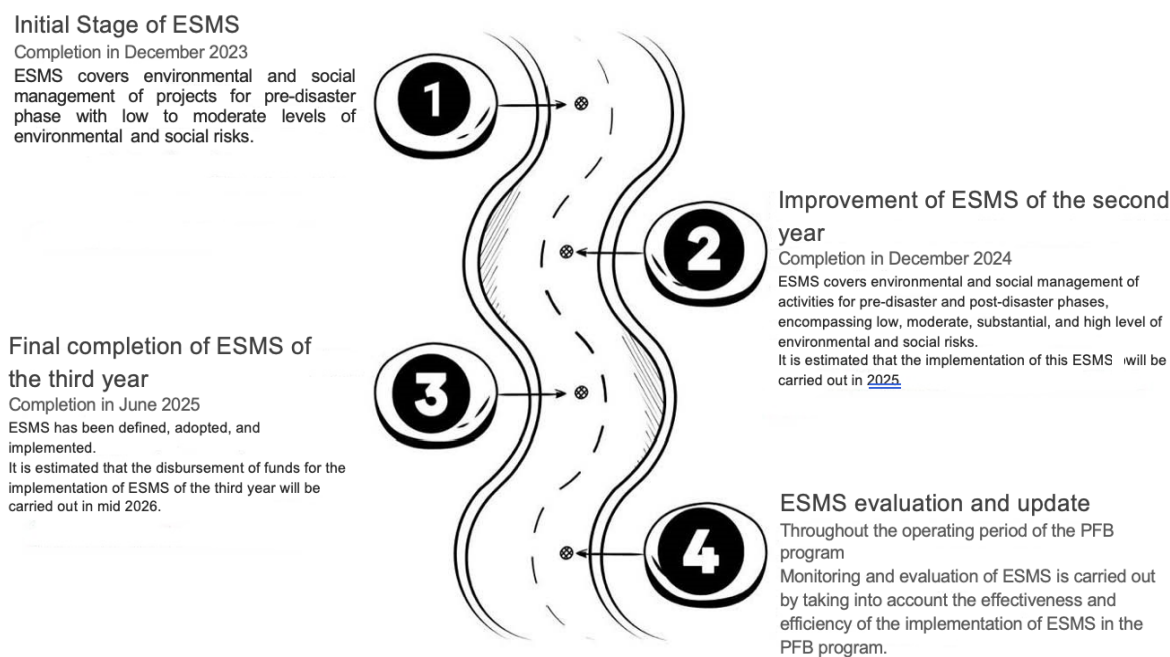 Initial Stage of ESMS
Completion in December 2023
ESMS covers environmental and social
management of projects for pre-disaster
phase with low to moderate levels of
environmental and social risks.
1
Improvement of ESMS of the second
year
Completion in December 2024
ESMS covers environmental and social management of
activities for pre-disaster and post-disaster phases,
encompassing low, moderate, substantial, and high level of
environmental and social risks.
It is estimated that the implementation of this ESMS will be
carried out in 2025
2
Final completion of ESMS of
the third year
Completion in June 2025
ESMS has been defined, adopted, and
implemented.
It is estimated that the disbursement of funds for the
implementation of ESMS of the third year will be
carried out in mid 2026.
3
ESMS evaluation and update
Throughout the operating period of the PFB
program
Monitoring and evaluation of ESMS is carried out
by taking into account the effectiveness and
efficiency of the implementation of ESMS in the
PFB program.
4